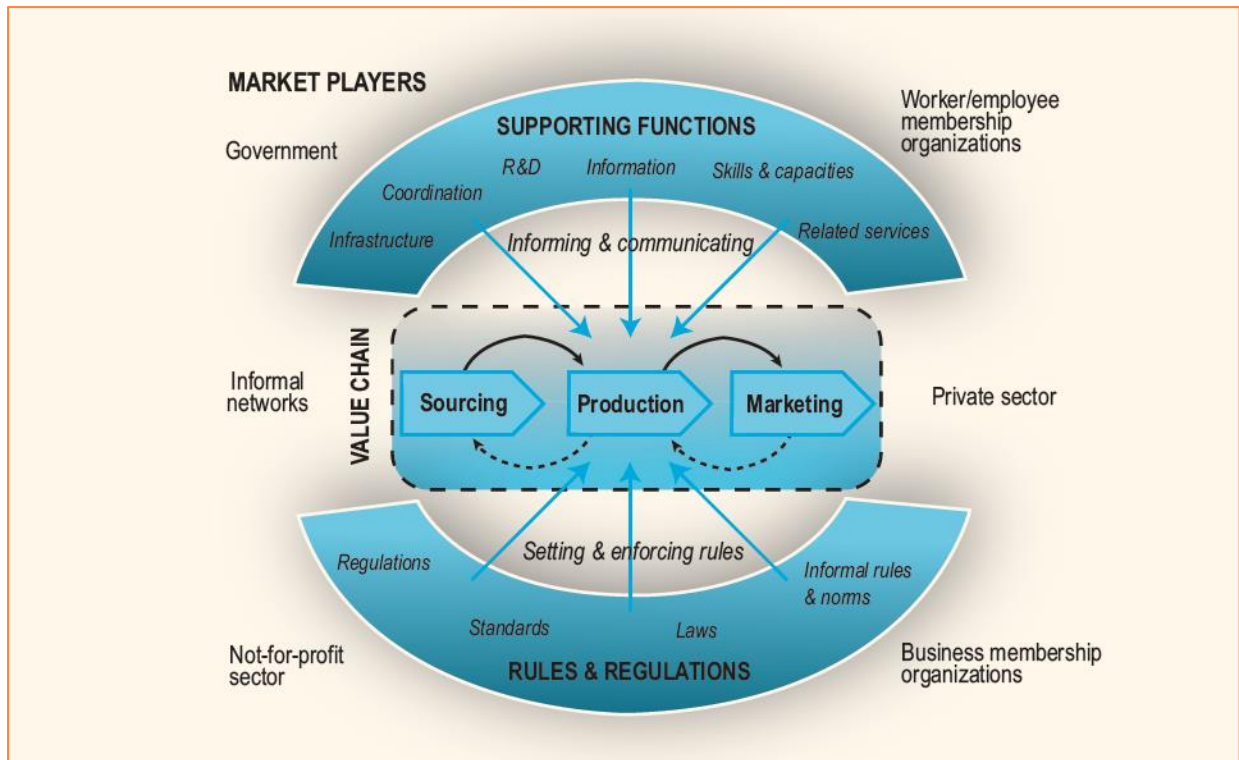 MARKET PLAYERS
Government
Worker/employee
membership
organizations
SUPPORTING FUNCTIONS
R&D
Information
Skills & capacities
Coordination
Infrastructure
Related services
Informing & communicating
VALUE CHAIN
Informal
networks
Sourcing
Production
Marketing
Private sector
Setting & enforcing rules
Regulations
Standards
Laws
Informal rules
& norms
RULES & REGULATIONS
Not-for-profit
sector
Business membership
organizations